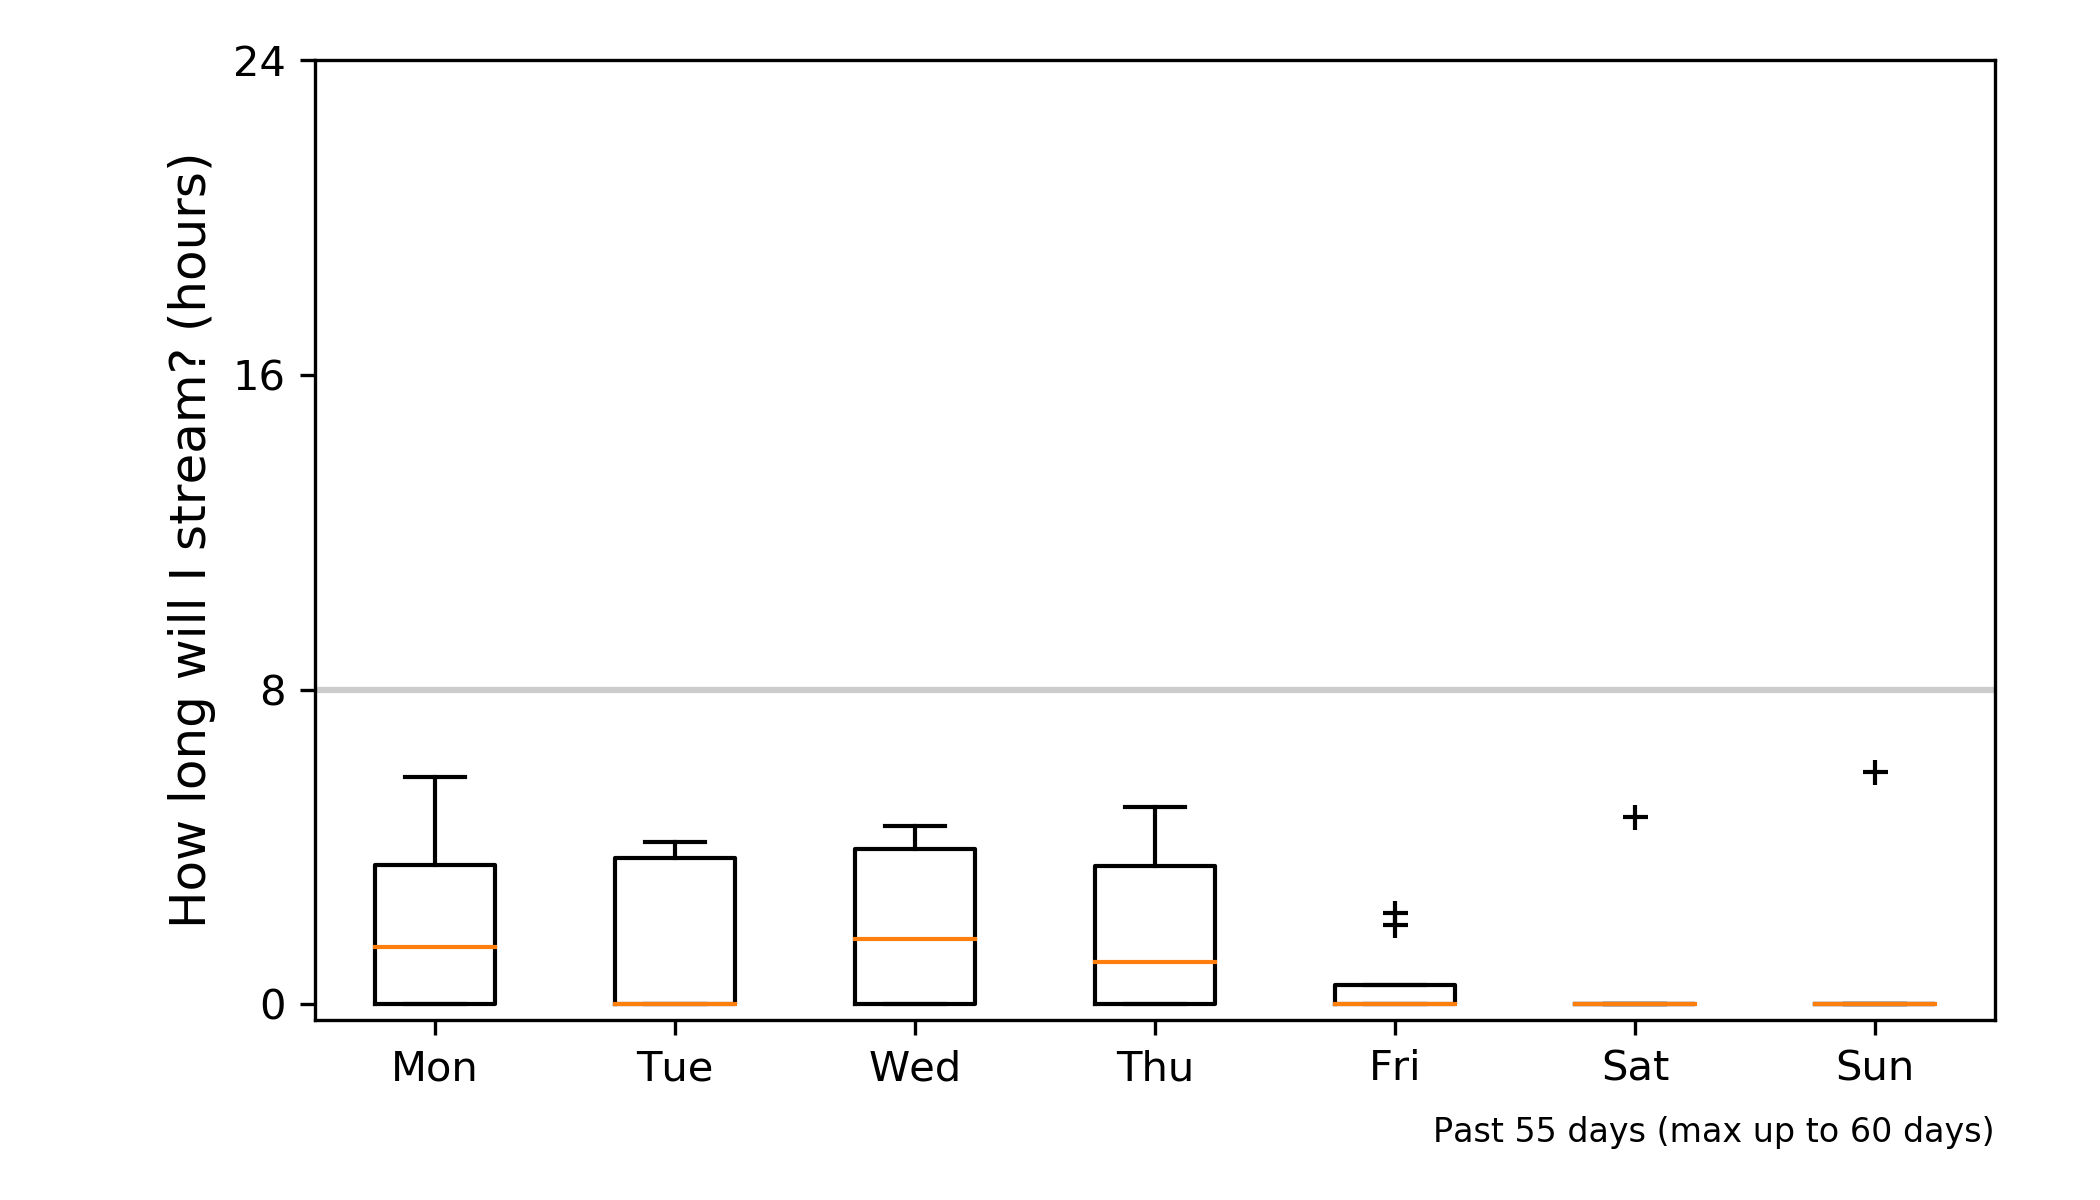 How long will I stream? (hours)
24
16
8
0
Mon Tue Wed Thu Fri Sat Sun
Past 55 days (max up to 60 days)